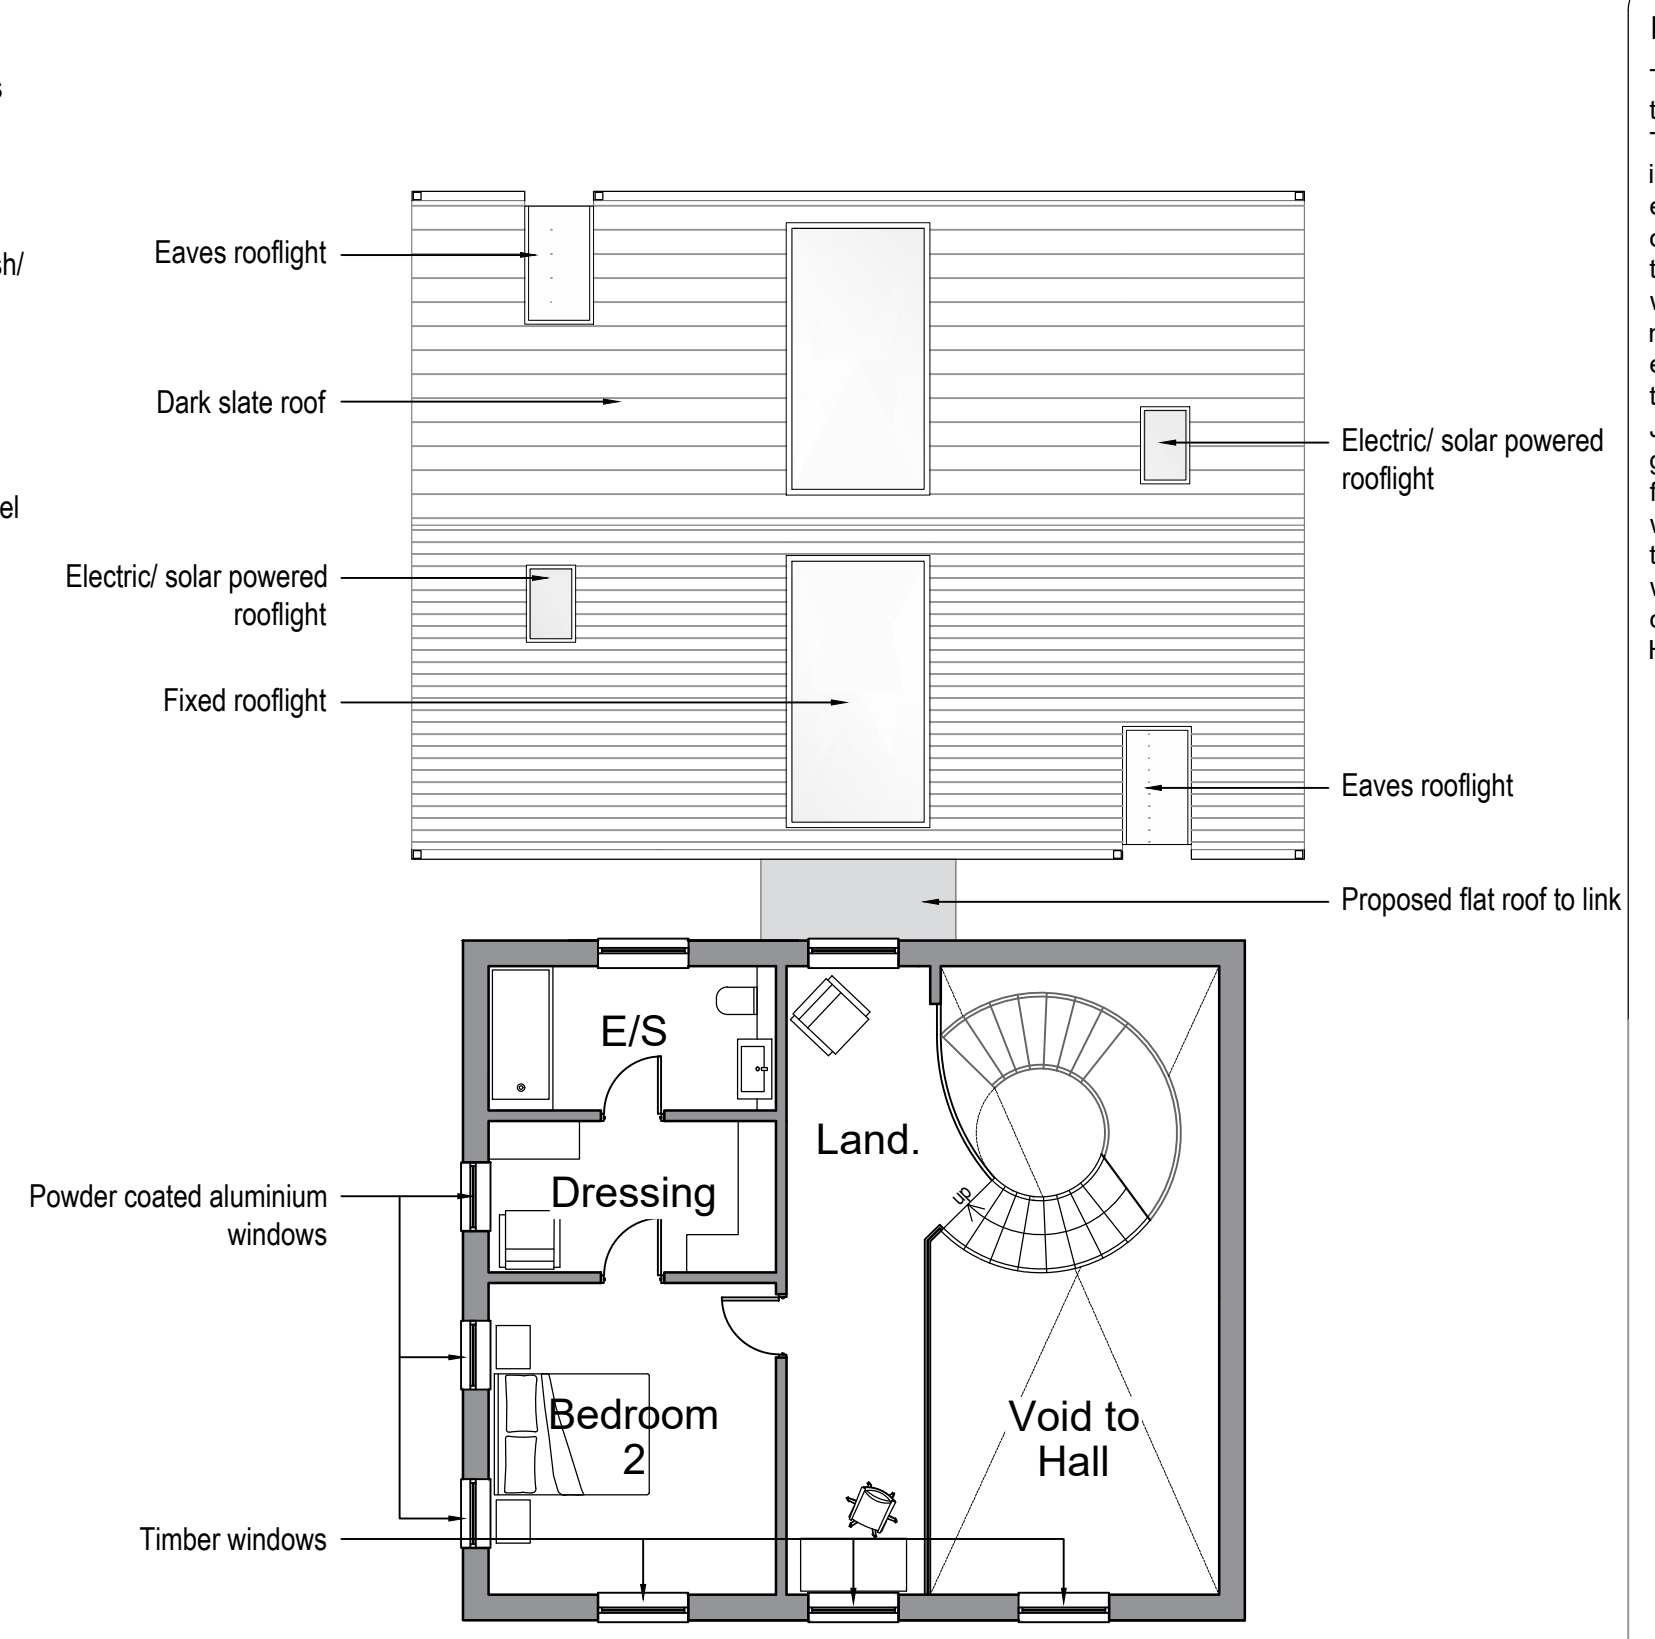 Eaves rooflight
Dark slate roof
Electric/ solar powered
rooflight
Electric/ solar powered
rooflight
Fixed rooflight
Eaves rooflight
Proposed flat roof to link
E/S
Land.
Dressing
dn
Powder coated aluminium
windows
Bedroom
2
Void to
Hall
Timber windows